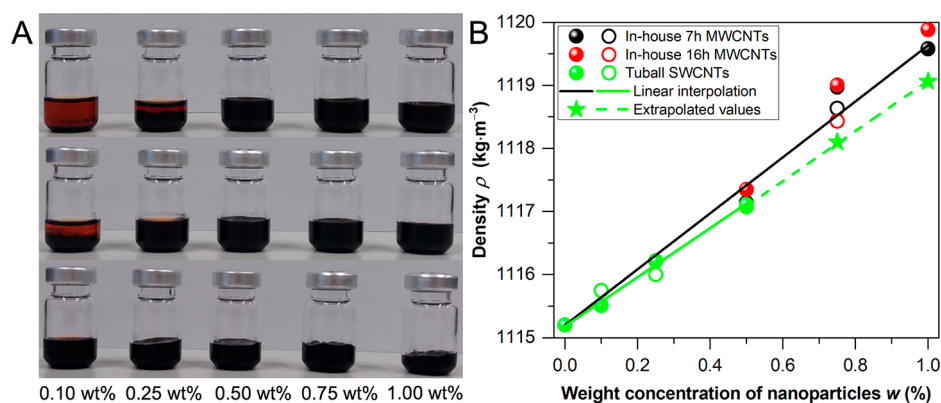 A
0.10 wt% 0.25 wt% 0.50 wt% 0.75 wt% 1.00 wt%
B
Density ρ (kg·m⁻³)
1120
1119
1118
1117
1116
1115
In-house 7h MWCNTs
In-house 16h MWCNTs
Tuball SWCNTs
Linear interpolation
Extrapolated values
0.0 0.2 0.4 0.6 0.8 1.0
Weight concentration of nanoparticles w (%)